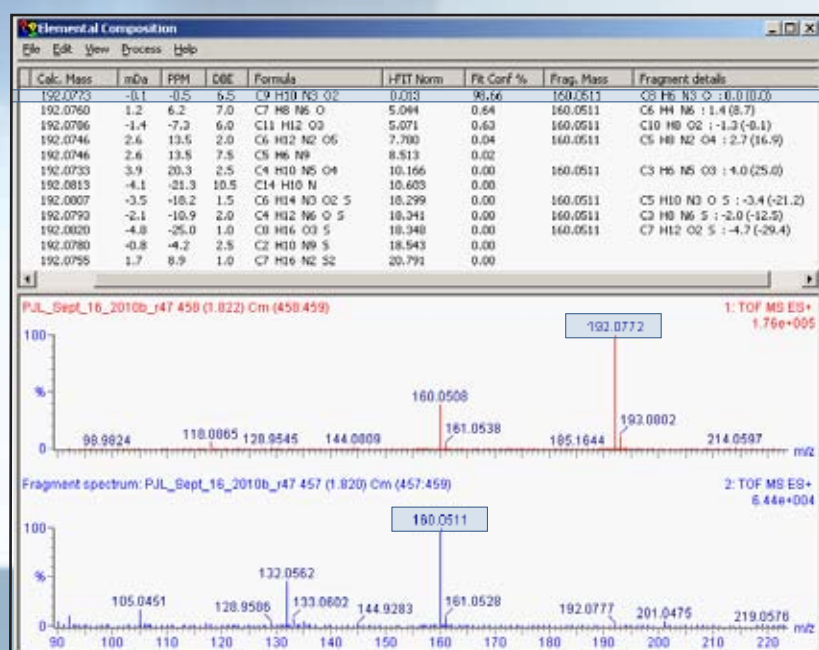 Elemental Composition
File Edit View Process Help
Calc. Mass mDa PPM DBE Formula i-FIT Norm Fit Conf % Frag. Mass Fragment details
192.0773 -0.1 -0.5 6.5 C9 H10 N3 O2 0.013 98.66 160.0511 C8 H6 N3 O : 0.0 (0.0)
192.0760 1.2 6.2 7.0 C7 H8 N6 O 5.044 0.64 160.0511 C6 H4 N6 : 1.4 (8.7)
192.0786 -1.4 -7.3 6.0 C11 H12 O3 5.071 0.63 160.0511 C10 H8 O2 : -1.3 (-8.1)
192.0746 2.6 13.5 2.0 C6 H12 N2 O5 7.780 0.04 160.0511 C5 H8 N2 O4 : 2.7 (16.9)
192.0746 2.6 13.5 7.5 C5 H6 N9 8.513 0.02
192.0733 3.9 20.3 2.5 C4 H10 N5 O4 10.166 0.00 160.0511 C3 H6 N5 O3 : 4.0 (25.0)
192.0813 -4.1 -21.3 10.5 C14 H10 N 10.603 0.00
192.0807 -3.5 -18.2 1.5 C6 H14 N3 O2 S 18.299 0.00 160.0511 C5 H10 N3 O S : -3.4 (-21.2)
192.0793 -2.1 -10.9 2.0 C4 H12 N6 O S 18.341 0.00 160.0511 C3 H8 N6 S : -2.0 (-12.5)
192.0820 -4.8 -25.0 1.0 C8 H16 O3 S 18.348 0.00 160.0511 C7 H12 O2 S : -4.7 (-29.4)
192.0780 -0.8 -4.2 2.5 C2 H10 N9 S 18.543 0.00
192.0755 1.7 8.9 1.0 C7 H16 N2 S2 20.791 0.00
PJL_Sept_16_2010b_r47 458 (1.822) Cm (458:459) 1: TOF MS ES+
1.76e+005
100
192.0772
%
160.0508
98.9824 118.0865 128.9545 144.0809 161.0538 185.1644 193.0802 214.0597
0 m/z
Fragment spectrum: PJL_Sept_16_2010b_r47 457 (1.820) Cm (457:459) 2: TOF MS ES+
6.44e+004
100
160.0511
%
132.0562
105.0451 128.9586 133.0602 144.9283 161.0528 192.0777 201.0475 219.0576
0 m/z
90 100 110 120 130 140 150 160 170 180 190 200 210 220